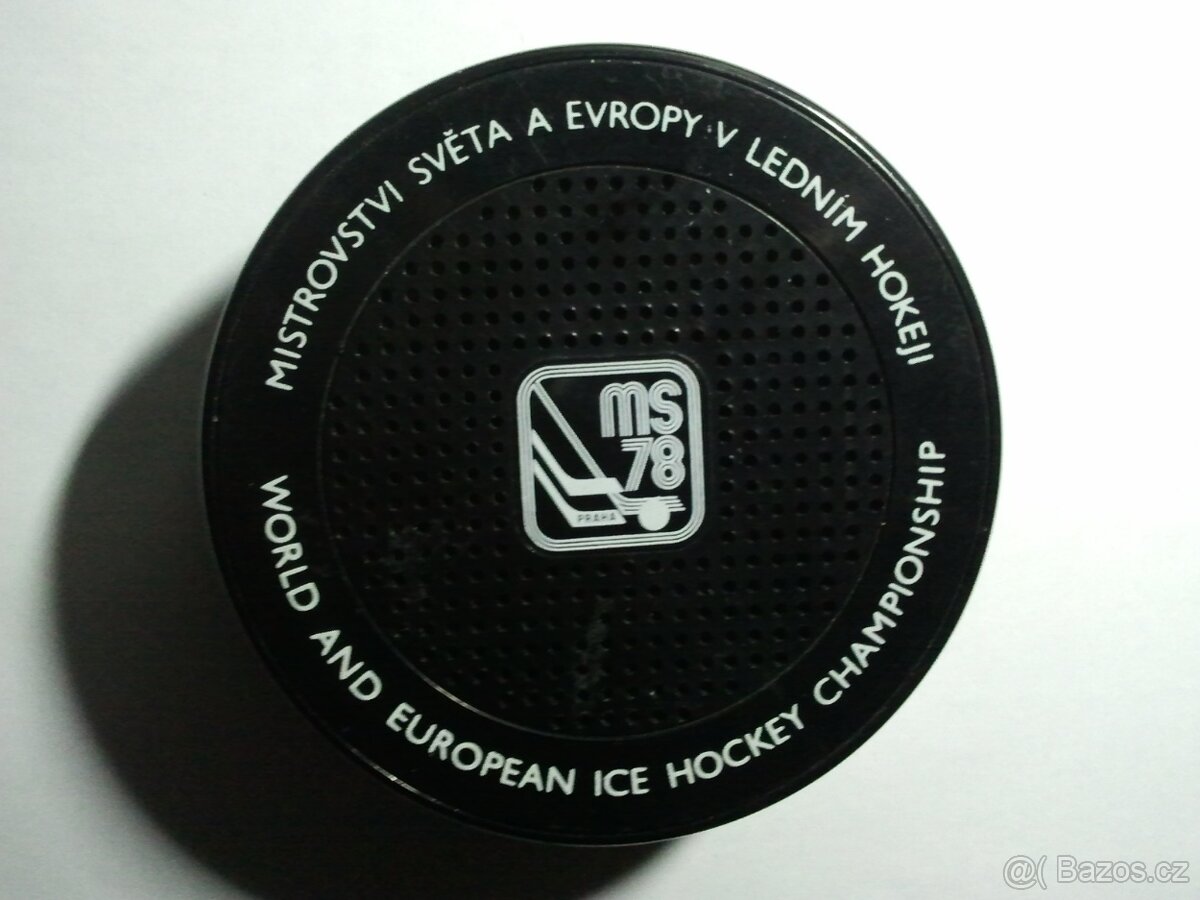 MISTROVSTVI SVĚTA A EVROPY V LEDNÍM HOKEJI
MS
78
PRAHA
WORLD AND EUROPEAN ICE HOCKEY CHAMPIONSHIP
@( Bazos.cz